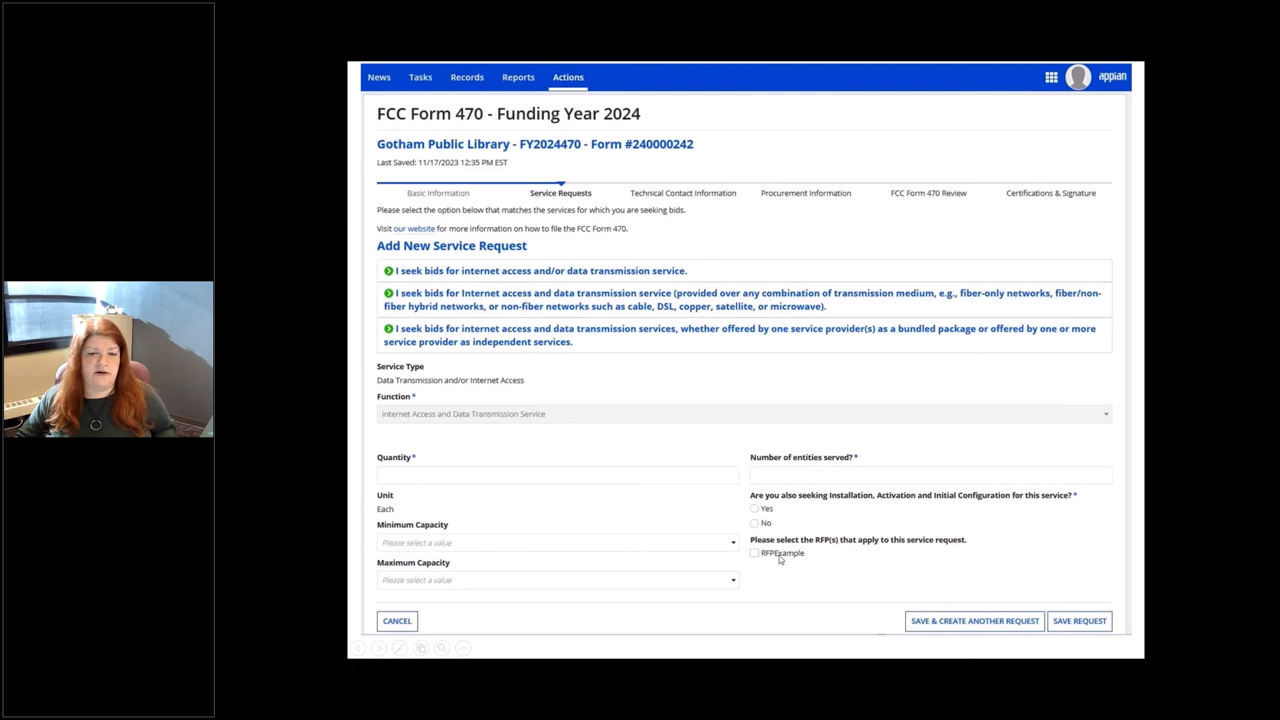 News Tasks Records Reports Actions appian
FCC Form 470 - Funding Year 2024
Gotham Public Library - FY2024470 - Form #240000242
Last Saved: 11/17/2023 12:35 PM EST
Basic Information Service Requests Technical Contact Information Procurement Information FCC Form 470 Review Certifications & Signature
Please select the option below that matches the services for which you are seeking bids.
Visit our website for more information on how to file the FCC Form 470.
Add New Service Request
I seek bids for internet access and/or data transmission service.
I seek bids for Internet access and data transmission service (provided over any combination of transmission medium, e.g., fiber-only networks, fiber/non-
fiber hybrid networks, or non-fiber networks such as cable, DSL, copper, satellite, or microwave).
I seek bids for internet access and data transmission services, whether offered by one service provider(s) as a bundled package or offered by one or more
service provider as independent services.
Service Type
Data Transmission and/or Internet Access
Function *
Internet Access and Data Transmission Service
Quantity *
Number of entities served? *
Unit
Each
Are you also seeking Installation, Activation and Initial Configuration for this service? *
Yes
No
Minimum Capacity
Please select a value
Please select the RFP(s) that apply to this service request.
RFPExample
Maximum Capacity
Please select a value
CANCEL SAVE & CREATE ANOTHER REQUEST SAVE REQUEST